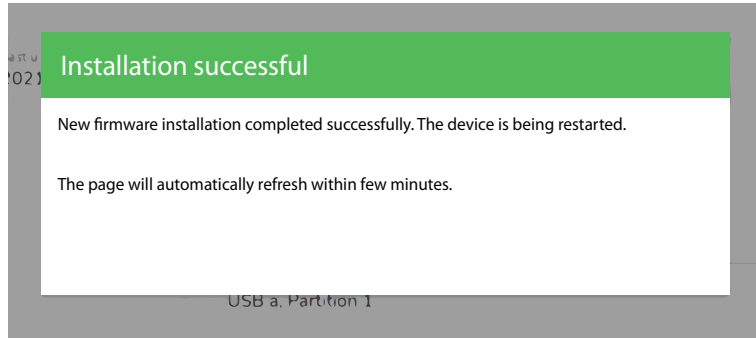 Installation successful
2021
New firmware installation completed successfully. The device is being restarted.
The page will automatically refresh within few minutes.
USB a, Partition 1